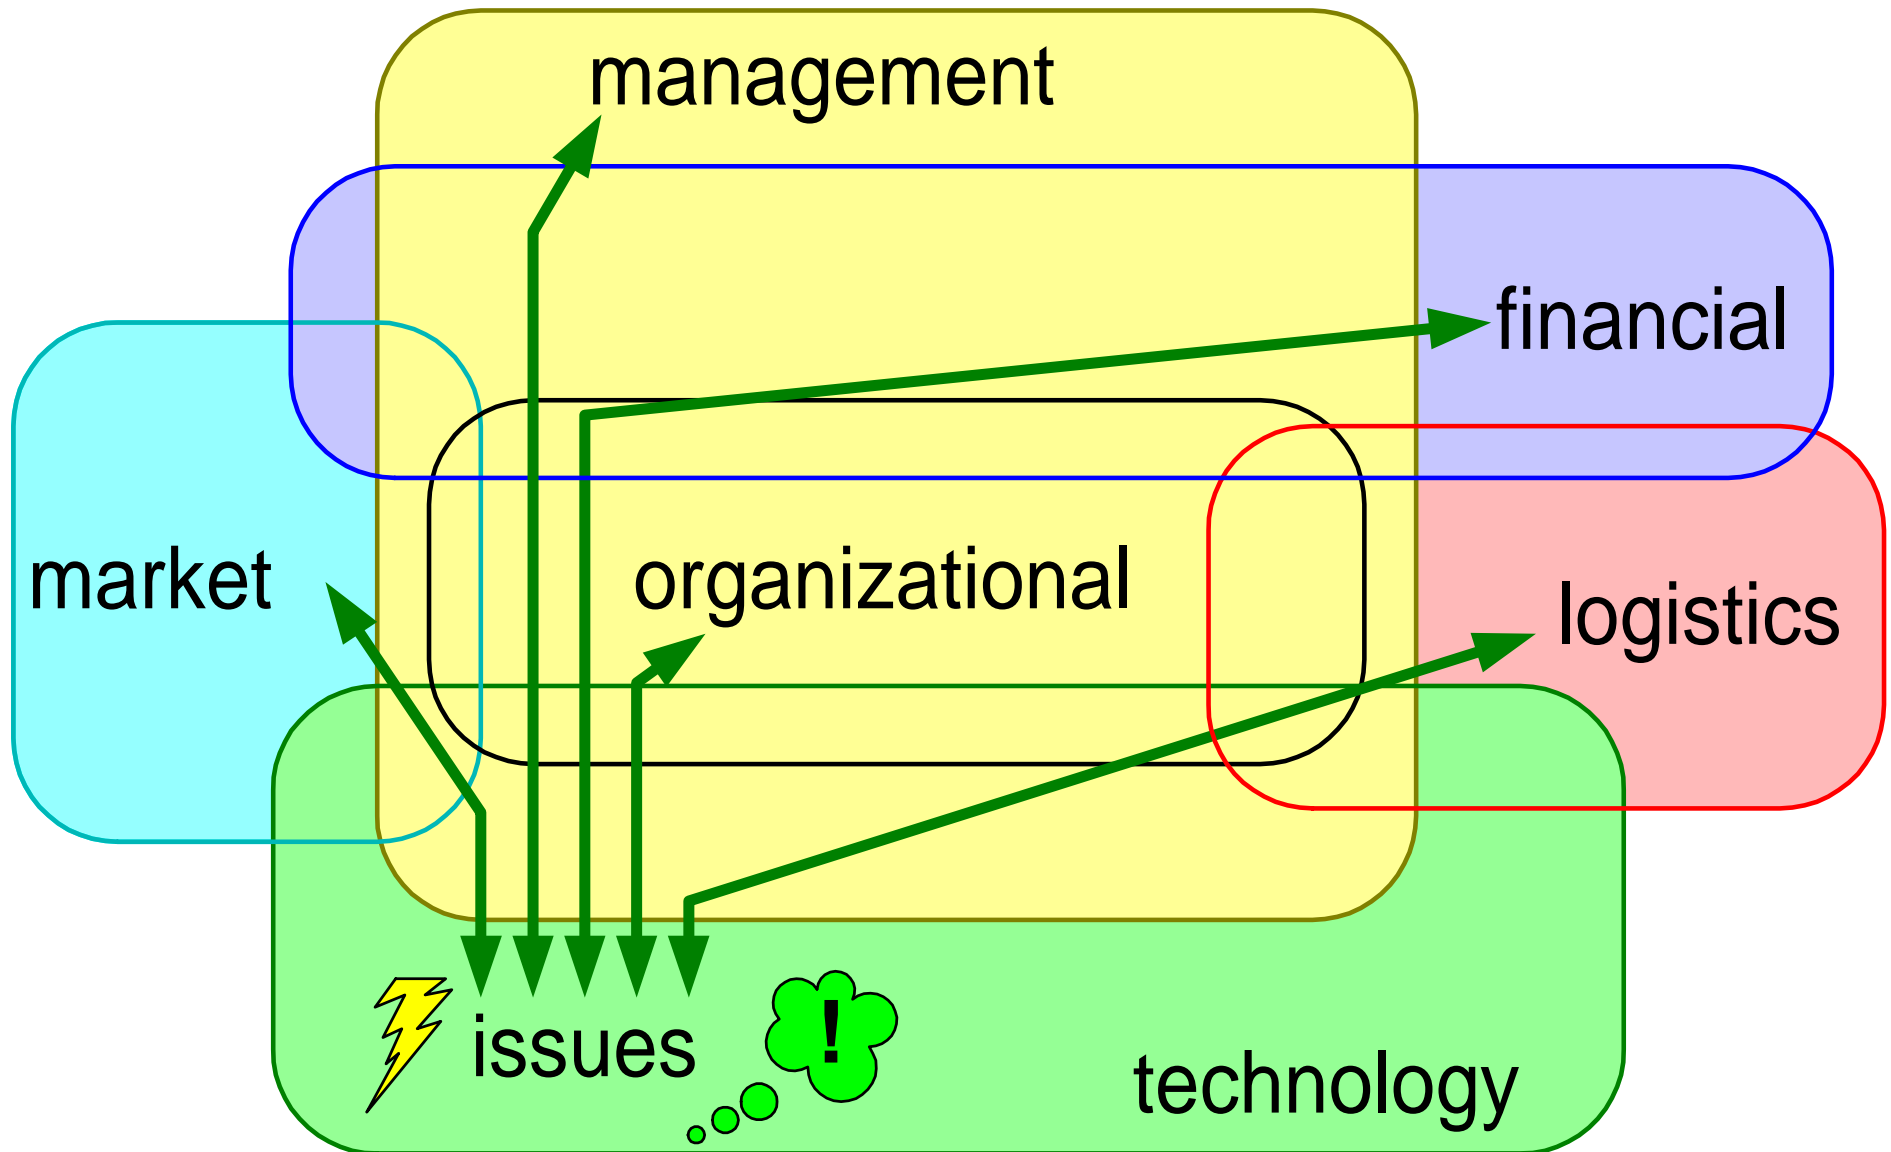 management
financial
market
organizational
logistics
issues
!
technology